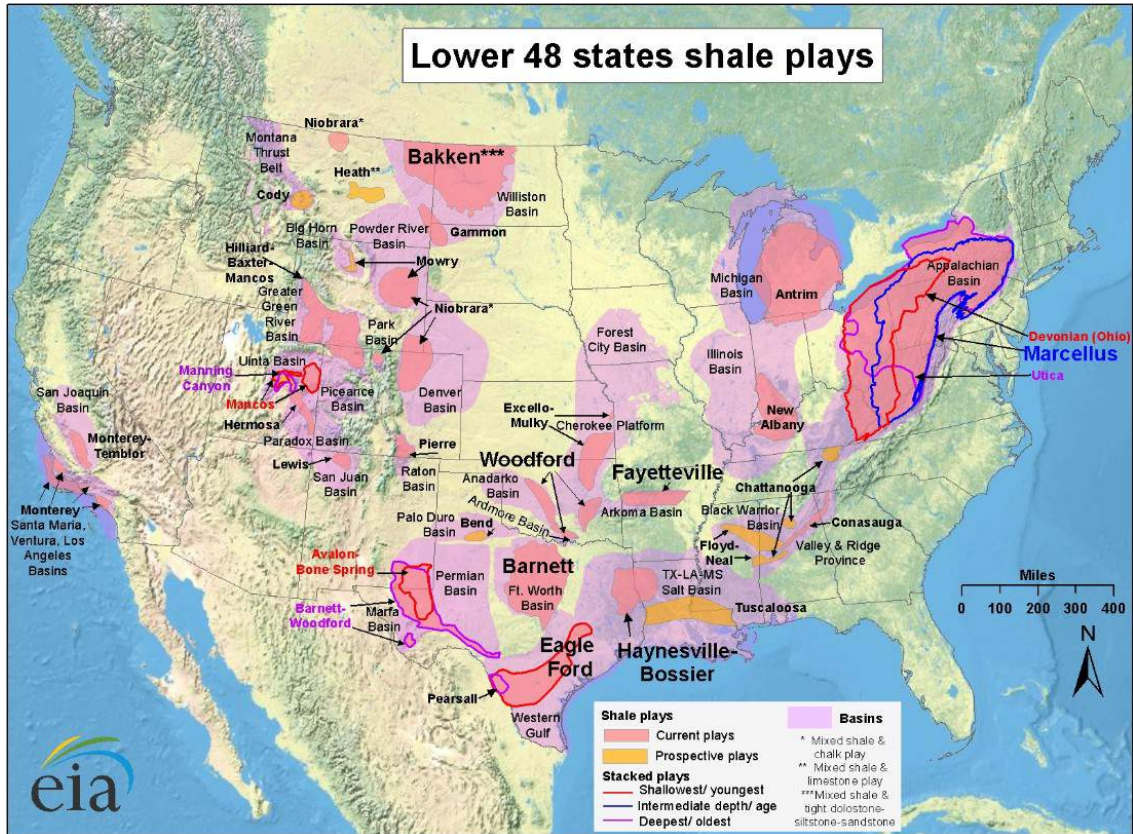 Lower 48 states shale plays
Niobrara*
Montana
Thrust
Belt
Bakken***
Heath**
Cody
Williston
Basin
Big Horn
Basin
Powder River
Basin
Gammon
Hilliard-
Baxter-
Mancos
Mowry
Greater
Green
River
Basin
Niobrara*
Park
Basin
Michigan
Basin
Antrim
Appalachian
Basin
Devonian (Ohio)
Marcellus
Utica
Uinta Basin
Manning
Canyon
Mancos
Piceance
Basin
Denver
Basin
Forest
City Basin
Illinois
Basin
San Joaquin
Basin
Hermosa
Paradox Basin
Excello-
Mulky
Cherokee Platform
New
Albany
Monterey-
Temblor
Lewis
San Juan
Basin
Pierre
Raton
Basin
Woodford
Anadarko
Basin
Fayetteville
Arkoma Basin
Chattanooga
Monterey
Santa Maria,
Ventura, Los
Angeles
Basins
Palo Duro
Basin
Bend
Ardmore Basin
Black Warrior
Basin
Conasauga
Floyd-
Neal
Valley & Ridge
Province
Avalon-
Bone Spring
Permian
Basin
Barnett
Ft. Worth
Basin
TX-LA-MS
Salt Basin
Tuscaloosa
Barnett-
Woodford
Marfa
Basin
Eagle
Ford
Haynesville-
Bossier
Pearsall
Western
Gulf
Miles
0 100 200 300 400
N
Shale plays
Current plays
Prospective plays
Stacked plays
Shallowest/ youngest
Intermediate depth/ age
Deepest/ oldest
Basins
* Mixed shale &
chalk play
** Mixed shale &
limestone play
***Mixed shale &
tight dolostone-
siltstone-sandstone
eia